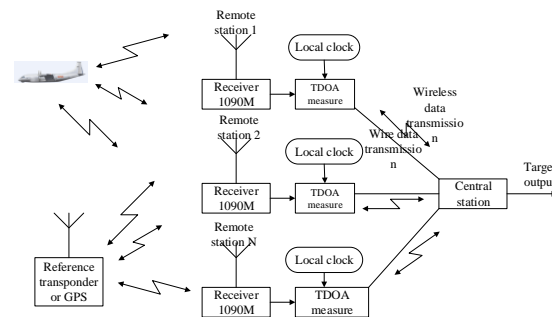 Remote
station 1
Local clock
Receiver
1090M
TDOA
measure
Wireless
data
transmissio
n
Remote
station 2
Local clock
Wire data
transmissio
n
Receiver
1090M
TDOA
measure
Central
station
Target
output
Remote
station N
Local clock
Reference
transponder
or GPS
Receiver
1090M
TDOA
measure